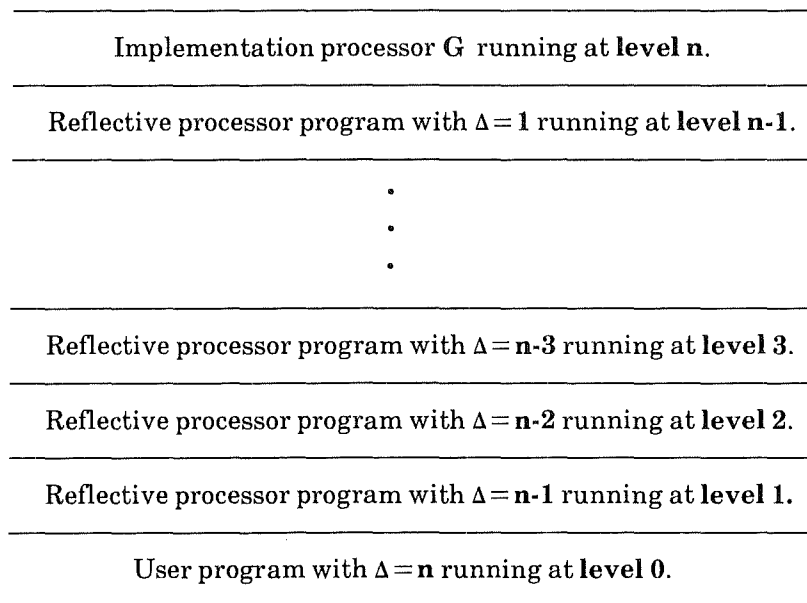 Implementation processor G running at level n.
Reflective processor program with Δ=1 running at level n-1.
.
.
.
Reflective processor program with Δ=n-3 running at level 3.
Reflective processor program with Δ=n-2 running at level 2.
Reflective processor program with Δ=n-1 running at level 1.
User program with Δ=n running at level 0.